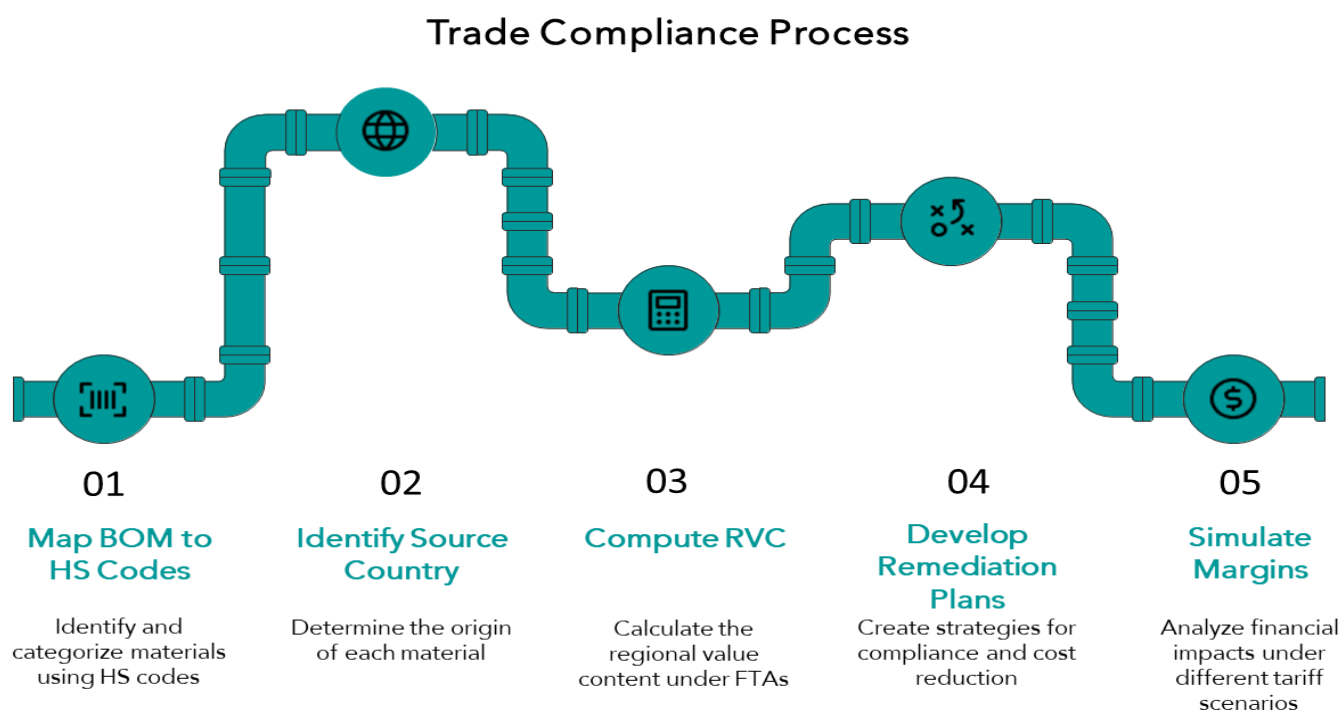 Trade Compliance Process
01
Map BOM to
HS Codes
Identify and
categorize materials
using HS codes
02
Identify Source
Country
Determine the origin
of each material
03
Compute RVC
Calculate the
regional value
content under FTAs
04
Develop
Remediation
Plans
Create strategies for
compliance and cost
reduction
05
Simulate
Margins
Analyze financial
impacts under
different tariff
scenarios